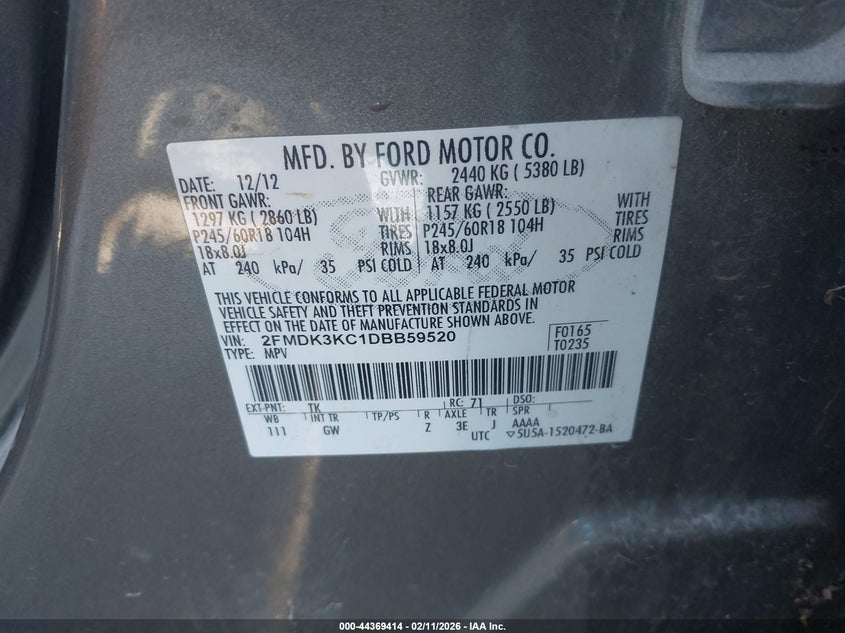 MFD. BY FORD MOTOR CO.
DATE: 12/12 GVWR: 2440 KG ( 5380 LB)
FRONT GAWR: REAR GAWR:
1297 KG ( 2860 LB) WITH 1157 KG ( 2550 LB) WITH
P245/60R18 104H TIRES P245/60R18 104H TIRES
18x8.0J RIMS 18x8.0J RIMS
AT 240 kPa/ 35 PSI COLD AT 240 kPa/ 35 PSI COLD
THIS VEHICLE CONFORMS TO ALL APPLICABLE FEDERAL MOTOR
VEHICLE SAFETY AND THEFT PREVENTION STANDARDS IN
EFFECT ON THE DATE OF MANUFACTURE SHOWN ABOVE.
VIN: 2FMDK3KC1DBB59520 F0165
TYPE: MPV T0235
EXT-PNT: TK RC: 71 DSO:
WB INT TR TP/PS R AXLE TR SPR
111 GW Z 3E J AAAA
UTC ▽5U5A-1520472-BA
000-44369414 - 02/11/2026 - IAA Inc.